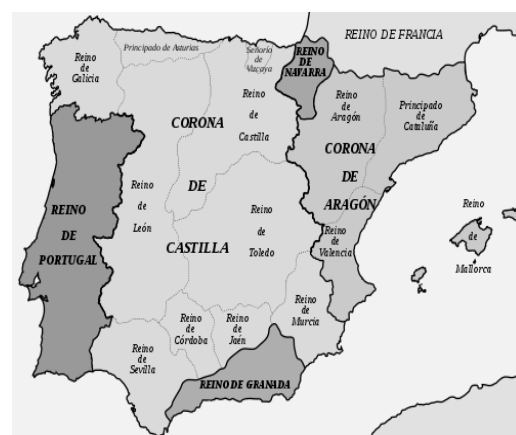 REINO DE FRANCIA
Principado de Asturias
Señorío
de
Vizcaya
REINO
DE
NAVARRA
Reino
de
Galicia
Reino
de
Castilla
Reino
de
Aragón
Principado
de Cataluña
CORONA
DE
CASTILLA
CORONA
DE
ARAGÓN
REINO
DE
PORTUGAL
Reino
de
León
Reino
de
Toledo
Reino
de
Valencia
Reino
de
Mallorca
Reino
de
Murcia
Reino
de
Córdoba
Reino
de
Jaén
Reino
de
Sevilla
REINO DE GRANADA